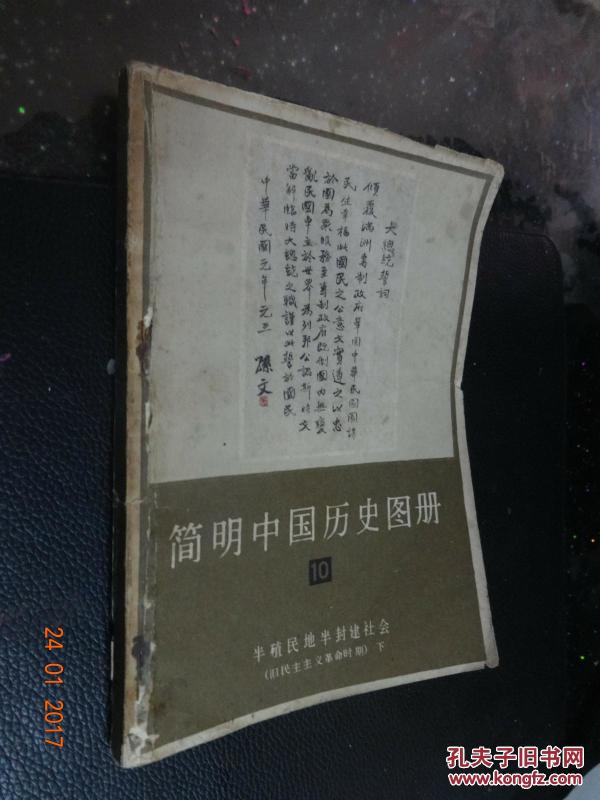 大總統誓詞
傾覆滿洲專制政府鞏固中華民國圖謀
民生幸福此國民之公意文實遵之以忠
於國為眾服務至專制政府既倒國內無變
亂民國卓立於世界為列邦公認斯時文
當解臨時大總統之職謹以此誓於國民
中華民國元年元旦
孫文
简明中国历史图册
10
半殖民地半封建社会
(旧民主主义革命时期) 下
24 01 2017
孔夫子旧书网
www.kongfz.com